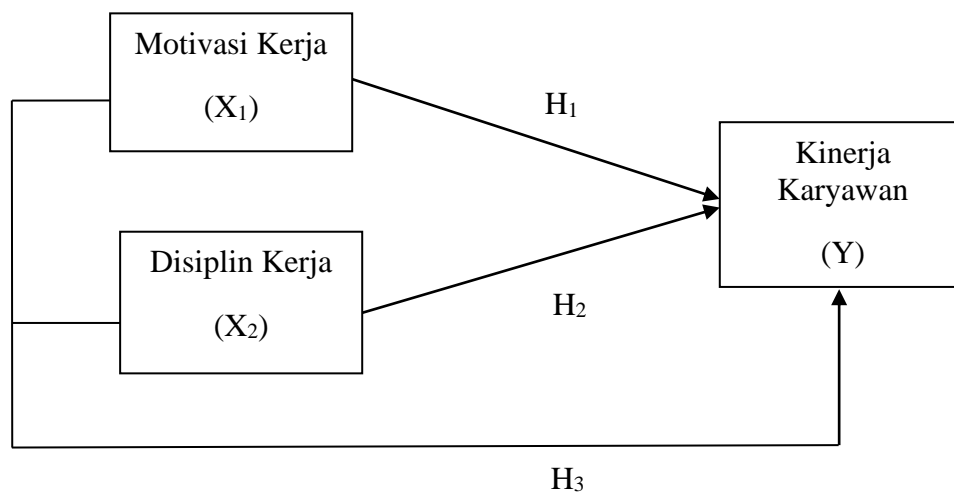 Motivasi Kerja
(X₁)
H₁
Kinerja
Karyawan
(Y)
Disiplin Kerja
(X₂)
H₂
H₃